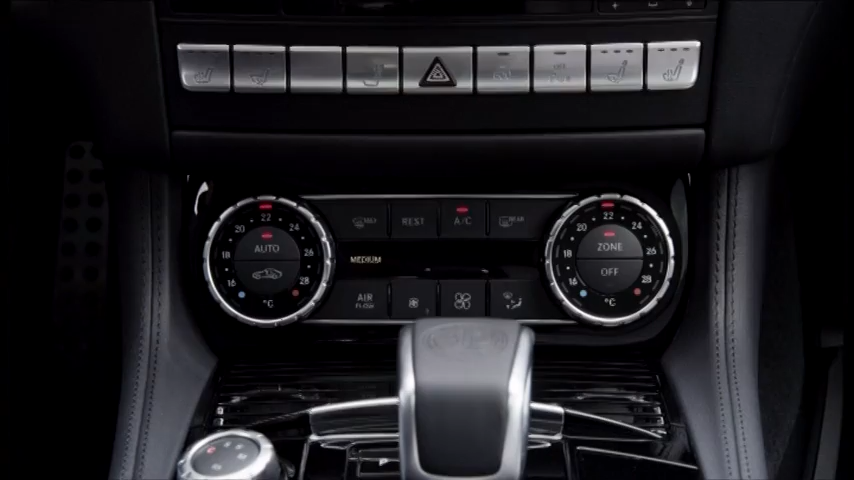 22
20 24
18 26
16 28
AUTO
°C
REST A/C REAR
MEDIUM
AIR
FLOW
22
20 24
18 26
16 28
ZONE
OFF
°C